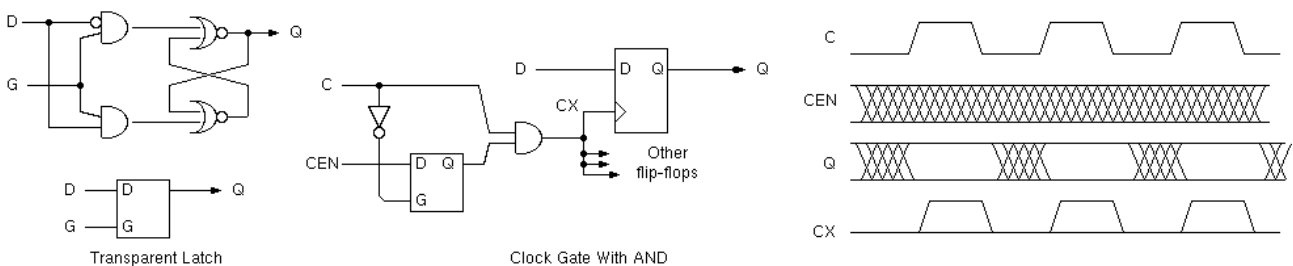 D
Q
G
D
D
Q
G
G
Transparent Latch
D
D
Q
Q
C
CX
CEN
D
Q
G
Other
flip-flops
Clock Gate With AND
C
CEN
Q
CX